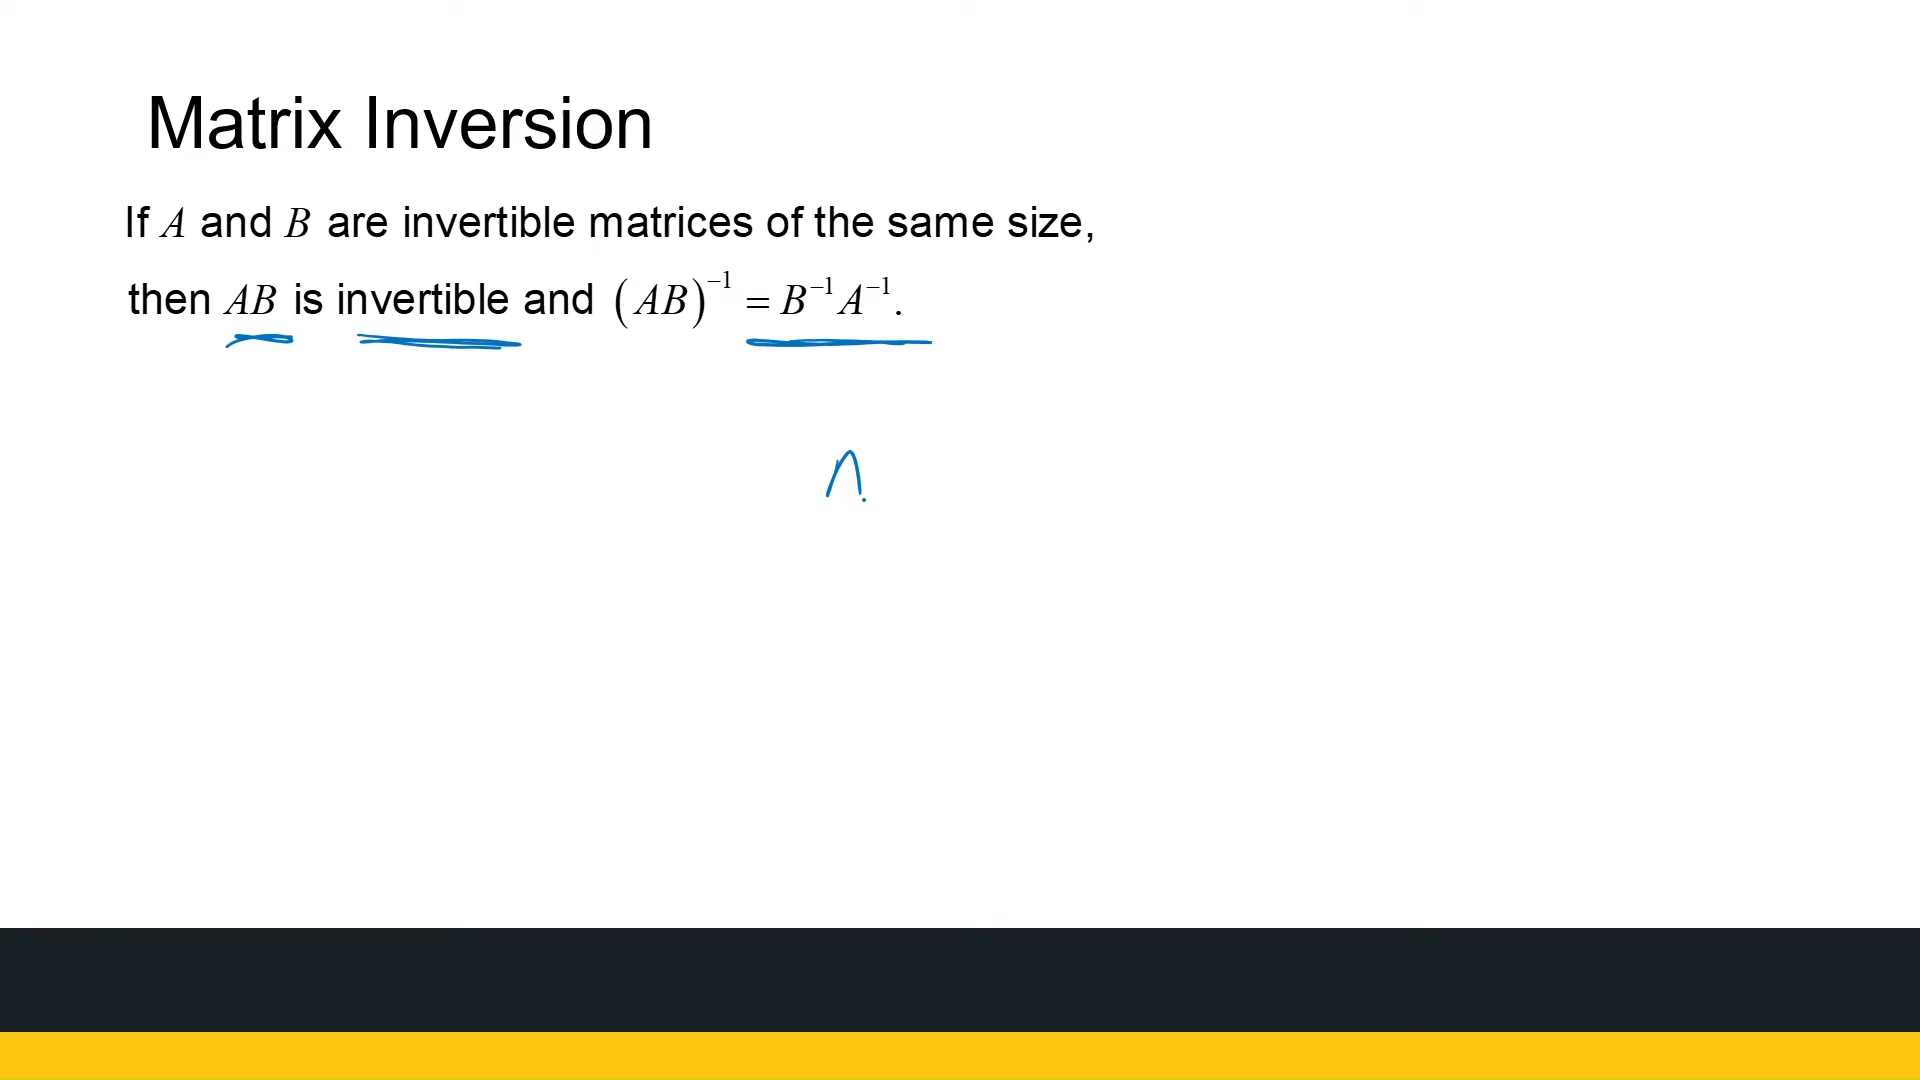 Matrix Inversion
If A and B are invertible matrices of the same size,
then AB is invertible and (AB)⁻¹ = B⁻¹A⁻¹.